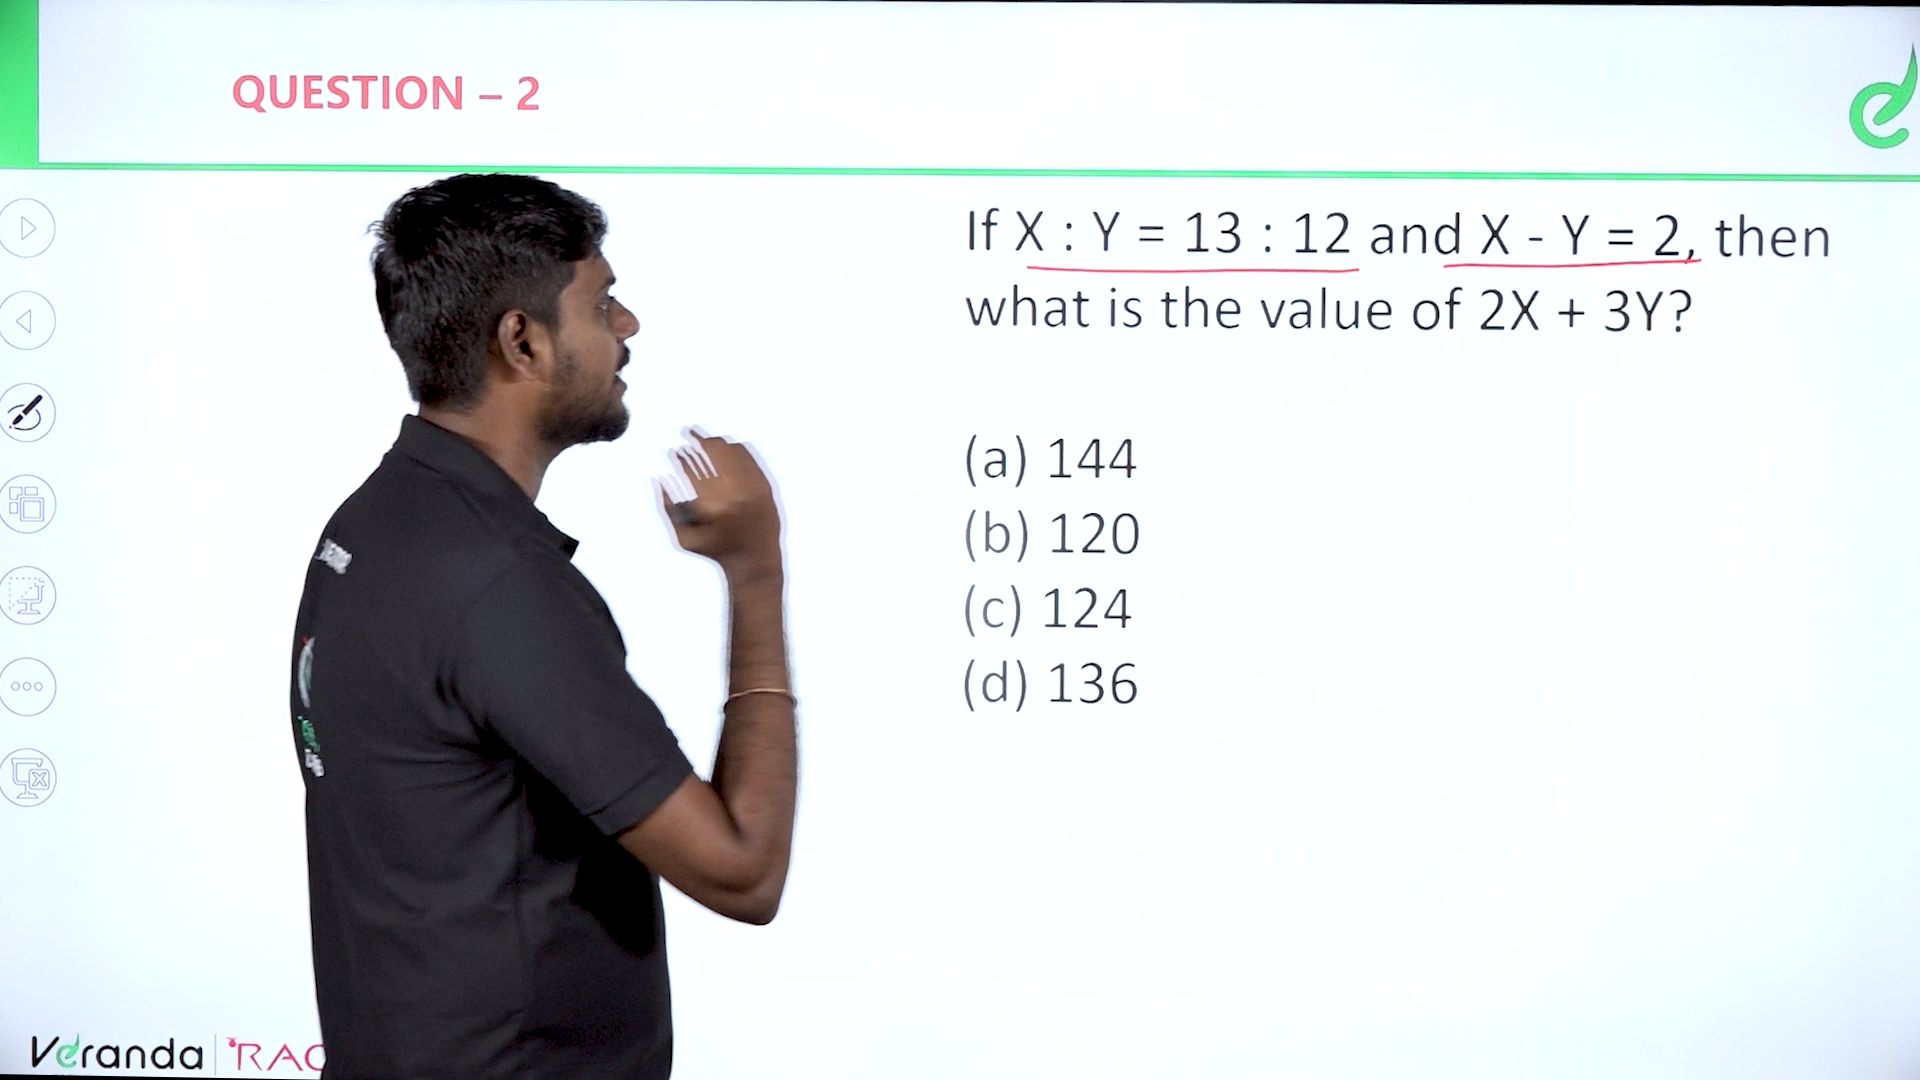 QUESTION – 2
If X : Y = 13 : 12 and X - Y = 2, then
what is the value of 2X + 3Y?
(a) 144
(b) 120
(c) 124
(d) 136
Veranda RAC